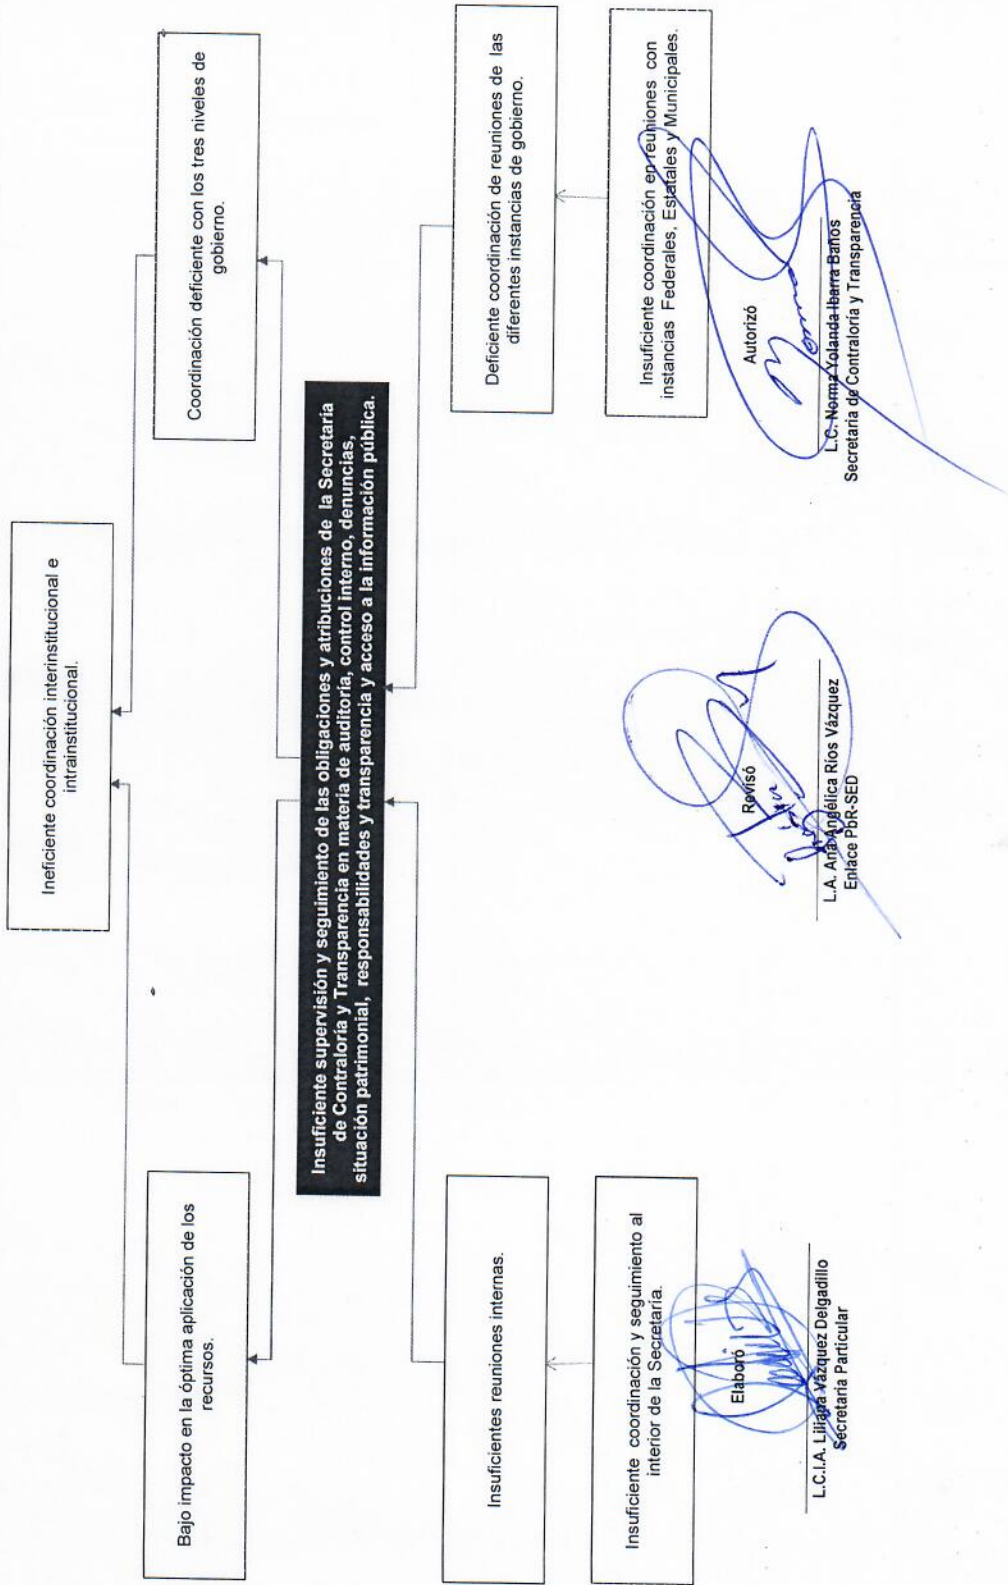 Ineficiente coordinación interinstitucional e
intrainstitucional.
Bajo impacto en la óptima aplicación de los
recursos.
Coordinación deficiente con los tres niveles de
gobierno.
Insuficiente supervisión y seguimiento de las obligaciones y atribuciones de la Secretaria
de Contraloría y Transparencia en materia de auditoría, control interno, denuncias,
situación patrimonial, responsabilidades y transparencia y acceso a la información pública.
Insuficientes reuniones internas.
Deficiente coordinación de reuniones de las
diferentes instancias de gobierno.
Insuficiente coordinación y seguimiento al
interior de la Secretaría.
Insuficiente coordinación en reuniones con
instancias Federales, Estatales y Municipales.
Elaboró
L.C.I.A. Liliana Vázquez Delgadillo
Secretaria Particular
Revisó
L.A. Ana Angélica Ríos Vázquez
Enlace PbR-SED
Autorizó
L.C. Norma Yolanda Ibarra Baños
Secretaria de Contraloría y Transparencia